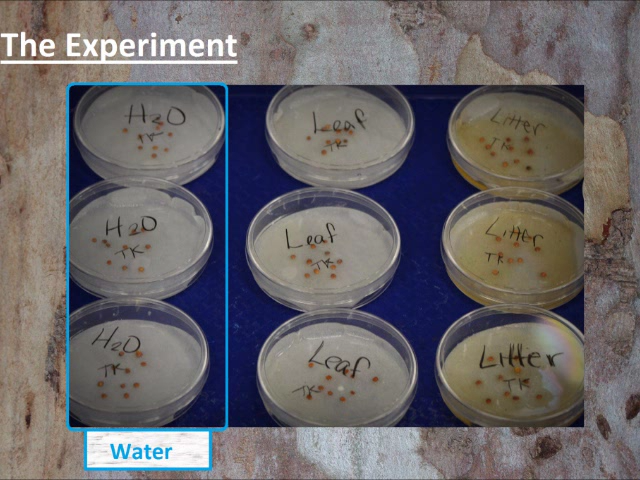 The Experiment
H2O
TK
Leaf
TK
Litter
TK
H2O
TK
Leaf
TK
Litter
TK
H2O
TK
Leaf
TK
Litter
TK
Water